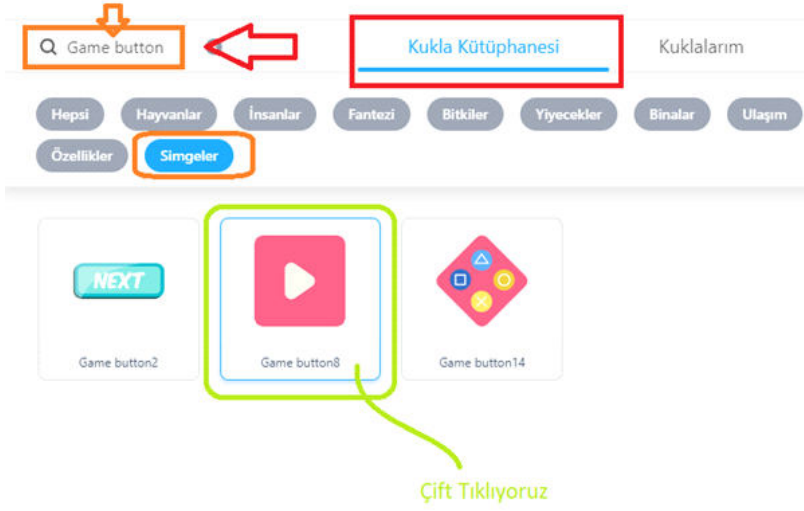 Game button
Kukla Kütüphanesi
Kuklalarım
Hepsi
Hayvanlar
İnsanlar
Fantezi
Bitkiler
Yiyecekler
Binalar
Ulaşım
Özellikler
Simgeler
NEXT
Game button2
Game button8
Game button14
Çift Tıklıyoruz